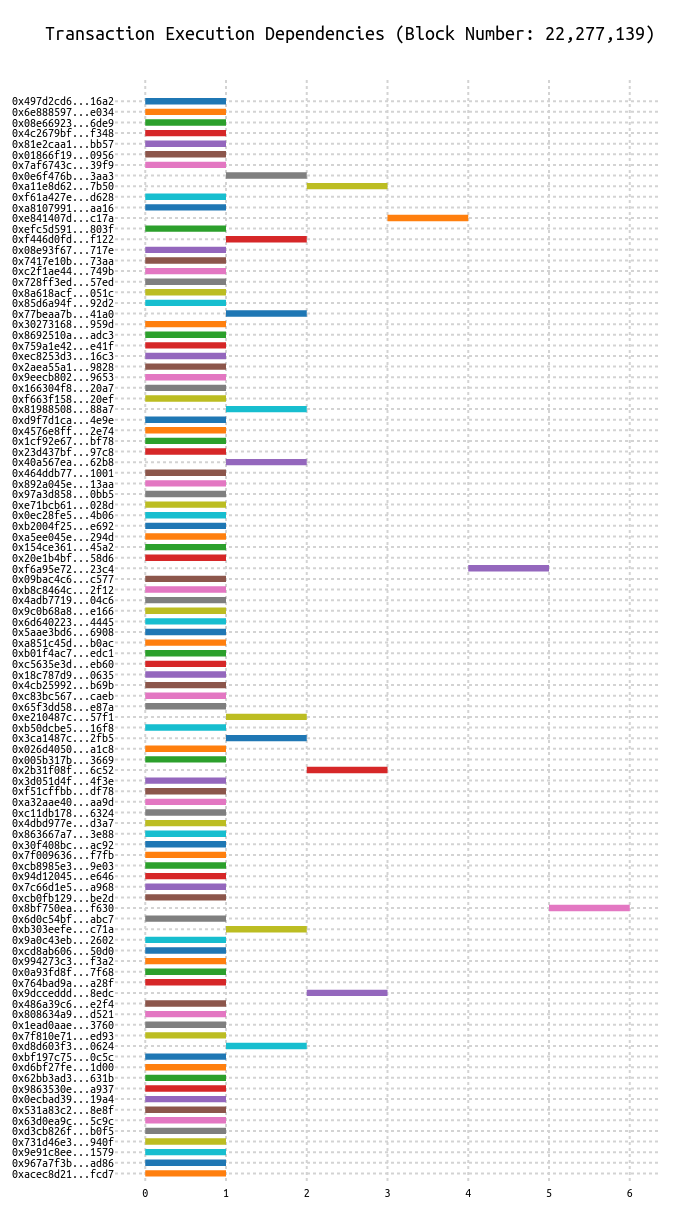 Transaction Execution Dependencies (Block Number: 22,277,139)
0x497d2cd6...16a2
0x6e888597...e034
0x08e66923...6de9
0x4c2679bf...f348
0x81e2caa1...bb57
0x01866f19...0956
0x7af6743c...39f9
0x0e6f476b...3aa3
0xa11e8d62...7b50
0xf61a427e...d628
0xa8107991...aa16
0xe841407d...c17a
0xefc5d591...803f
0xf446d0fd...f122
0x08e93f67...717e
0x7417e10b...73aa
0xc2f1ae44...749b
0x728ff3ed...57ed
0x8a618acf...051c
0x85d6a94f...92d2
0x77beaa7b...41a0
0x30273168...959d
0x8692510a...adc3
0x759a1e42...e41f
0xec8253d3...16c3
0x2aea55a1...9828
0x9eecb802...9653
0x166304f8...20a7
0xf663f158...20ef
0x81988508...88a7
0xd9f7d1ca...4e9e
0x4576e8ff...2e74
0x1cf92e67...bf78
0x23d437bf...97c8
0x40a567ea...62b8
0x464ddb77...1001
0x892a045e...13aa
0x97a3d858...0bb5
0xe71bcb61...028d
0x0ec28fe5...4b06
0xb2004f25...e692
0xa5ee045e...294d
0x154ce361...45a2
0x20e1b4bf...58d6
0xf6a95e72...23c4
0x09bac4c6...c577
0xb8c8464c...2f12
0x4adb7719...04c6
0x9c0b68a8...e166
0x6d640223...4445
0x5aae3bd6...6908
0xa851c45d...b0ac
0xb01f4ac7...edc1
0xc5635e3d...eb60
0x18c787d9...0635
0x4cb25992...b69b
0xc83bc567...caeb
0x65f3dd58...e87a
0xe210487c...57f1
0xb50dcbe5...16f8
0x3ca1487c...2fb5
0x026d4050...a1c8
0x005b317b...3669
0x2b31f08f...6c52
0x3d051d4f...4f3e
0xf51cffbb...df78
0xa32aae40...aa9d
0xc11db178...6324
0x4dbd977e...d3a7
0x863667a7...3e88
0x30f408bc...ac92
0x7f009636...f7fb
0xcb8985e3...9e03
0x94d12045...e646
0x7c66d1e5...a968
0xcb0fb129...be2d
0x8bf750ea...f630
0x6d0c54bf...abc7
0xb303eefe...c71a
0x9a0c43eb...2602
0xcd8ab606...50d0
0x994273c3...f3a2
0x0a93fd8f...7f68
0x764bad9a...a28f
0x9dcceddd...8edc
0x486a39c6...e2f4
0x808634a9...d521
0x1ead0aae...3760
0x7f810e71...ed93
0xd8d603f3...0624
0xbf197c75...0c5c
0xd6bf27fe...1d00
0x62bb3ad3...631b
0x9863530e...a937
0x0ecbad39...19a4
0x531a83c2...8e8f
0x63d0ea9c...5c9c
0xd3cb826f...b0f5
0x731d46e3...940f
0x9e91c8ee...1579
0x967a7f3b...ad86
0xacec8d21...fcd7
0 1 2 3 4 5 6